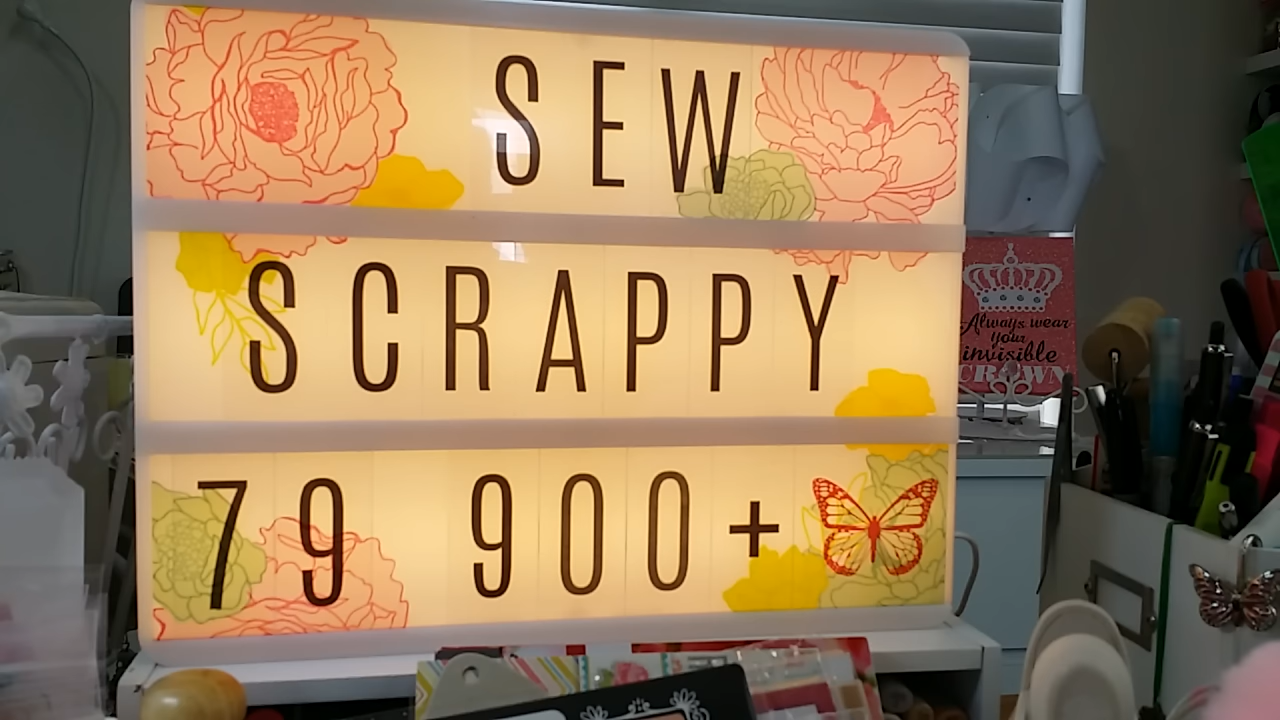 SEW
SCRAPPY
79 900+
Always wear
your
invisible
CROWN